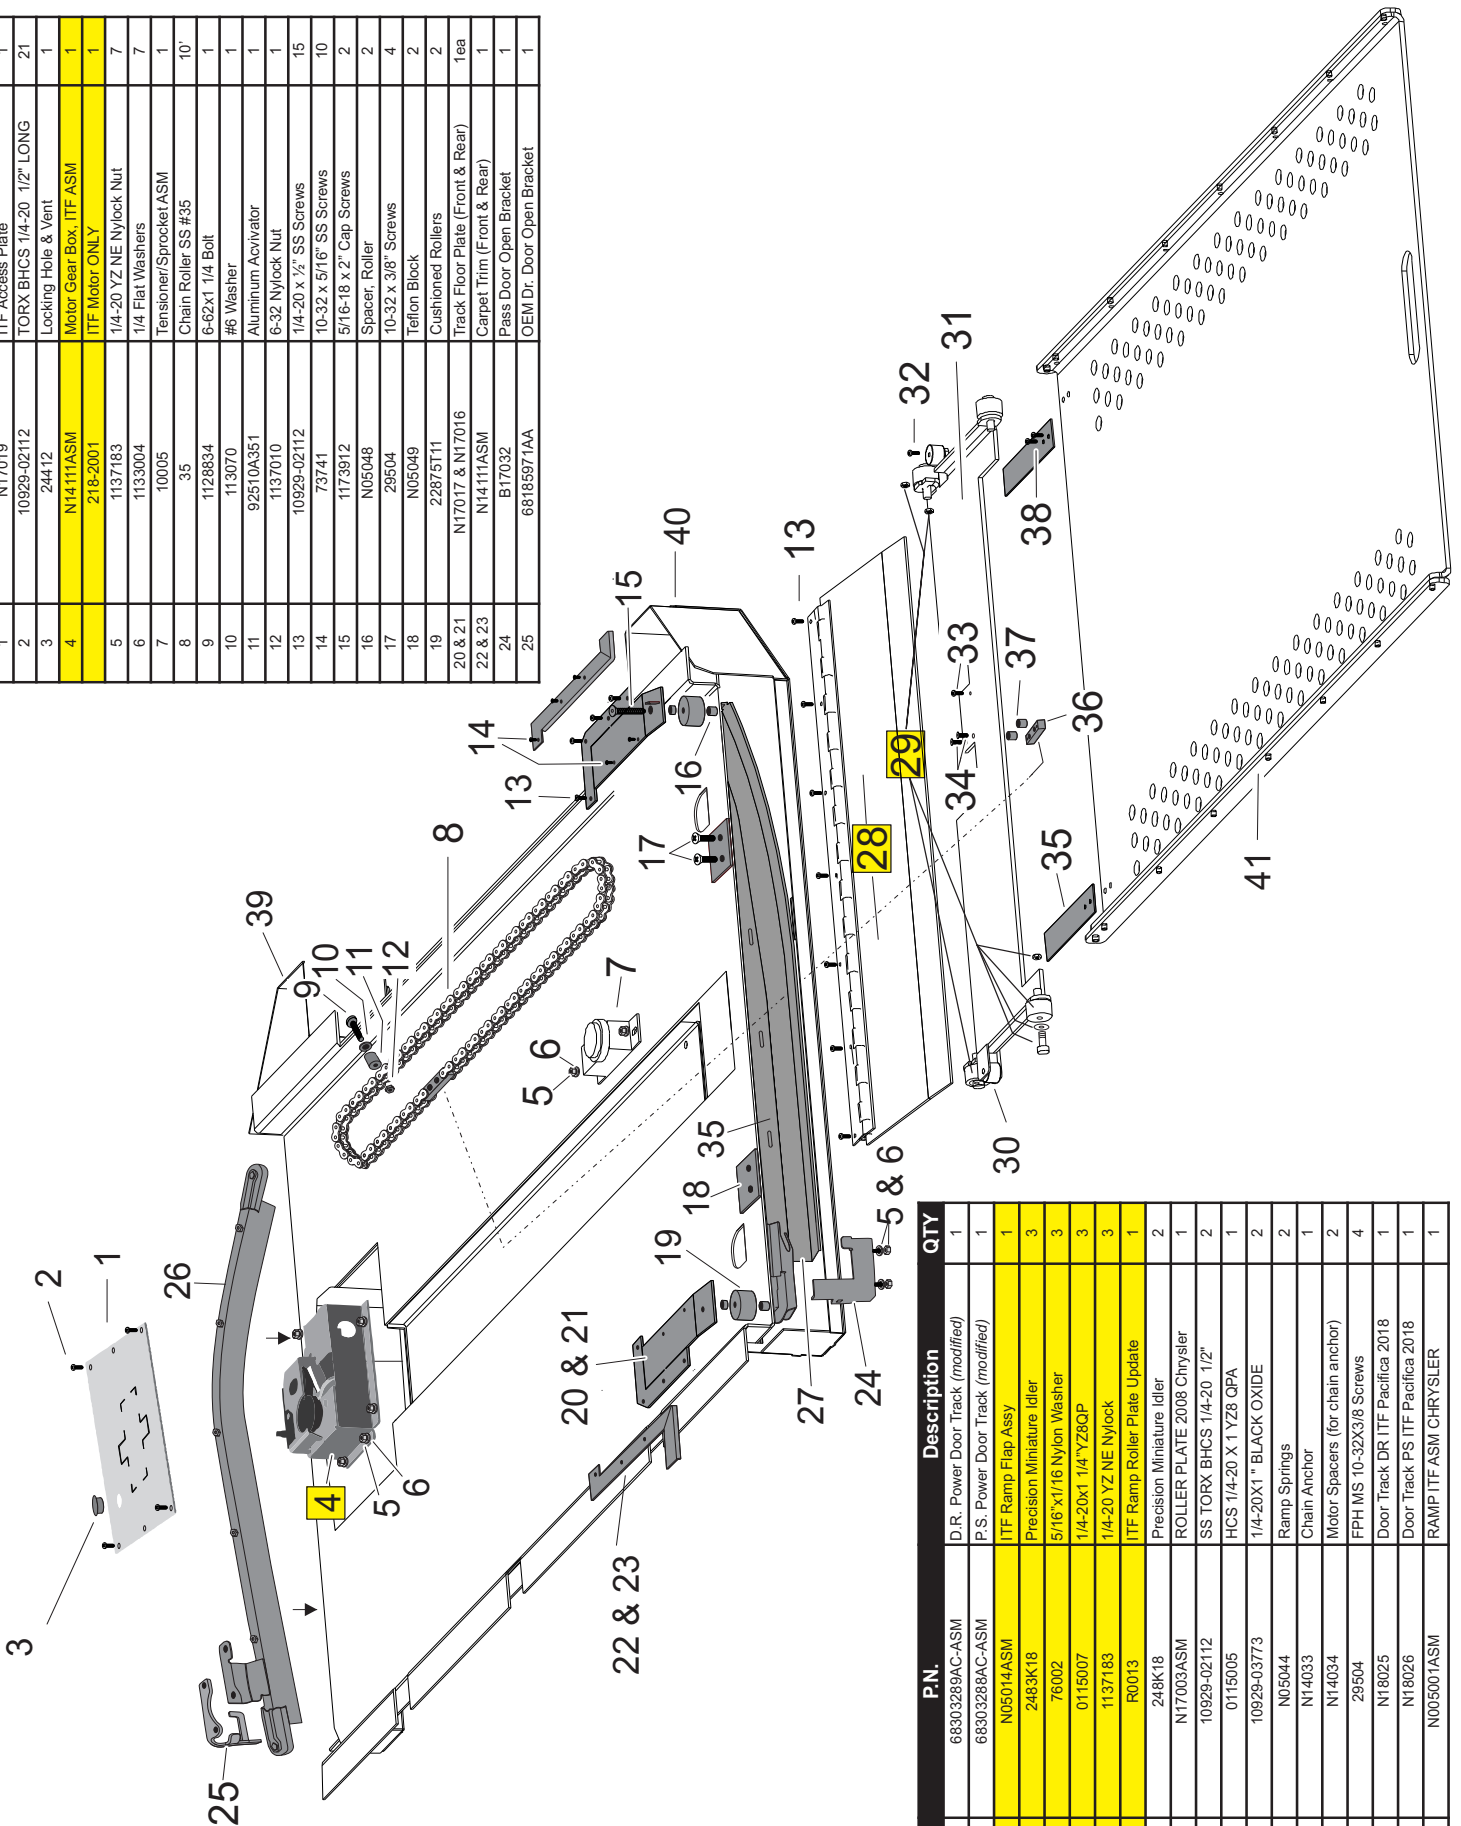 1 N17019 ITF Access Plate 1
2 10929-02112 TORX BHCS 1/4-20 1/2" LONG 21
3 24412 Locking Hole & Vent 1
4 N14111ASM Motor Gear Box, ITF ASM 1
218-2001 ITF Motor ONLY 1
5 1137183 1/4-20 YZ NE Nylock Nut 7
6 1133004 1/4 Flat Washers 7
7 10005 Tensioner/Sprocket ASM 1
8 35 Chain Roller SS #35 10'
9 1128834 6-62x1 1/4 Bolt 1
10 113070 #6 Washer 1
11 92510A351 Aluminum Acvivator 1
12 1137010 6-32 Nylock Nut 1
13 10929-02112 1/4-20 x ½" SS Screws 15
14 73741 10-32 x 5/16" SS Screws 10
15 1173912 5/16-18 x 2" Cap Screws 2
16 N05048 Spacer, Roller 2
17 29504 10-32 x 3/8" Screws 4
18 N05049 Teflon Block 2
19 22875T11 Cushioned Rollers 2
20 & 21 N17017 & N17016 Track Floor Plate (Front & Rear) 1ea
22 & 23 N14111ASM Carpet Trim (Front & Rear) 1
24 B17032 Pass Door Open Bracket 1
25 68185971AA OEM Dr. Door Open Bracket 1
P.N. Description QTY
68303289AC-ASM D.R. Power Door Track (modified) 1
68303288AC-ASM P.S. Power Door Track (modified) 1
N05014ASM ITF Ramp Flap Assy 1
2483K18 Precision Miniature Idler 3
76002 5/16"x1/16 Nylon Washer 3
0115007 1/4-20x1 1/4"YZ8QP 3
1137183 1/4-20 YZ NE Nylock 3
R0013 ITF Ramp Roller Plate Update 1
248K18 Precision Miniature Idler 2
N17003ASM ROLLER PLATE 2008 Chrysler 1
10929-02112 SS TORX BHCS 1/4-20 1/2" 2
0115005 HCS 1/4-20 X 1 YZ8 QPA 1
10929-03773 1/4-20X1 " BLACK OXIDE 2
N05044 Ramp Springs 2
N14033 Chain Anchor 1
N14034 Motor Spacers (for chain anchor) 2
29504 FPH MS 10-32X3/8 Screws 4
N18025 Door Track DR ITF Pacifica 2018 1
N18026 Door Track PS ITF Pacifica 2018 1
N005001ASM RAMP ITF ASM CHRYSLER 1
3
2
1
25
26
4
5
6
39
9
10
11
12
8
5
6
7
14
13
15
40
16
17
35
18
19
20 & 21
22 & 23
27
24
5 & 6
13
28
29
30
31
32
33
34
37
36
38
35
41